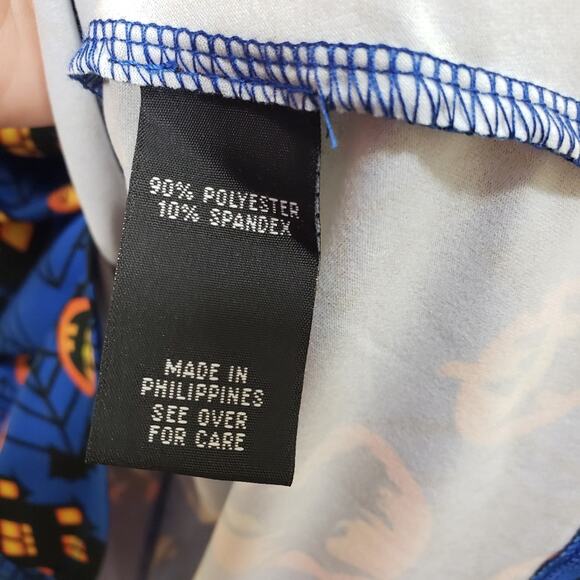 90% POLYESTER
10% SPANDEX
MADE IN
PHILIPPINES
SEE OVER
FOR CARE